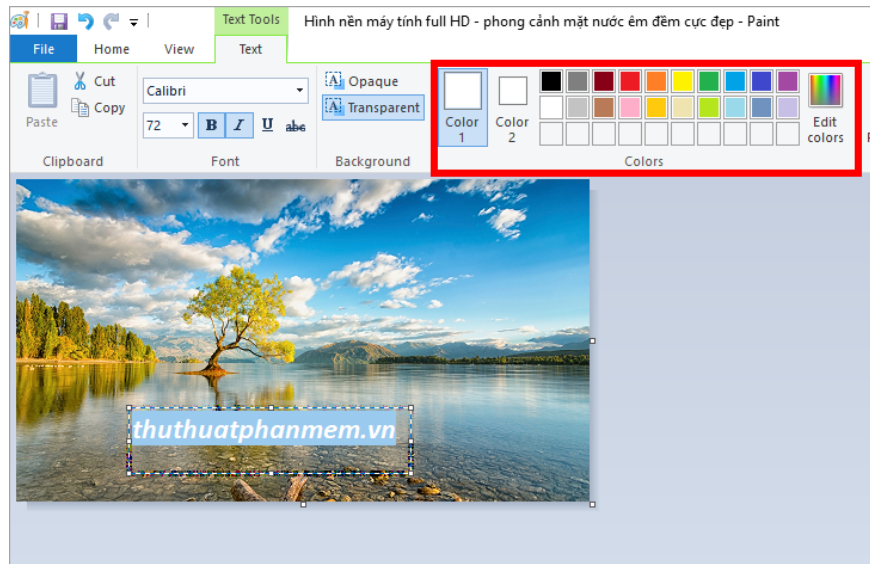 Text Tools
Hình nền máy tính full HD - phong cảnh mặt nước êm đềm cực đẹp - Paint
File
Home
View
Text
Paste
Cut
Copy
Clipboard
Calibri
72
B
I
U
abc
Font
Opaque
Transparent
Background
Color 1
Color 2
Edit colors
Colors
thuthuatphanmem.vn